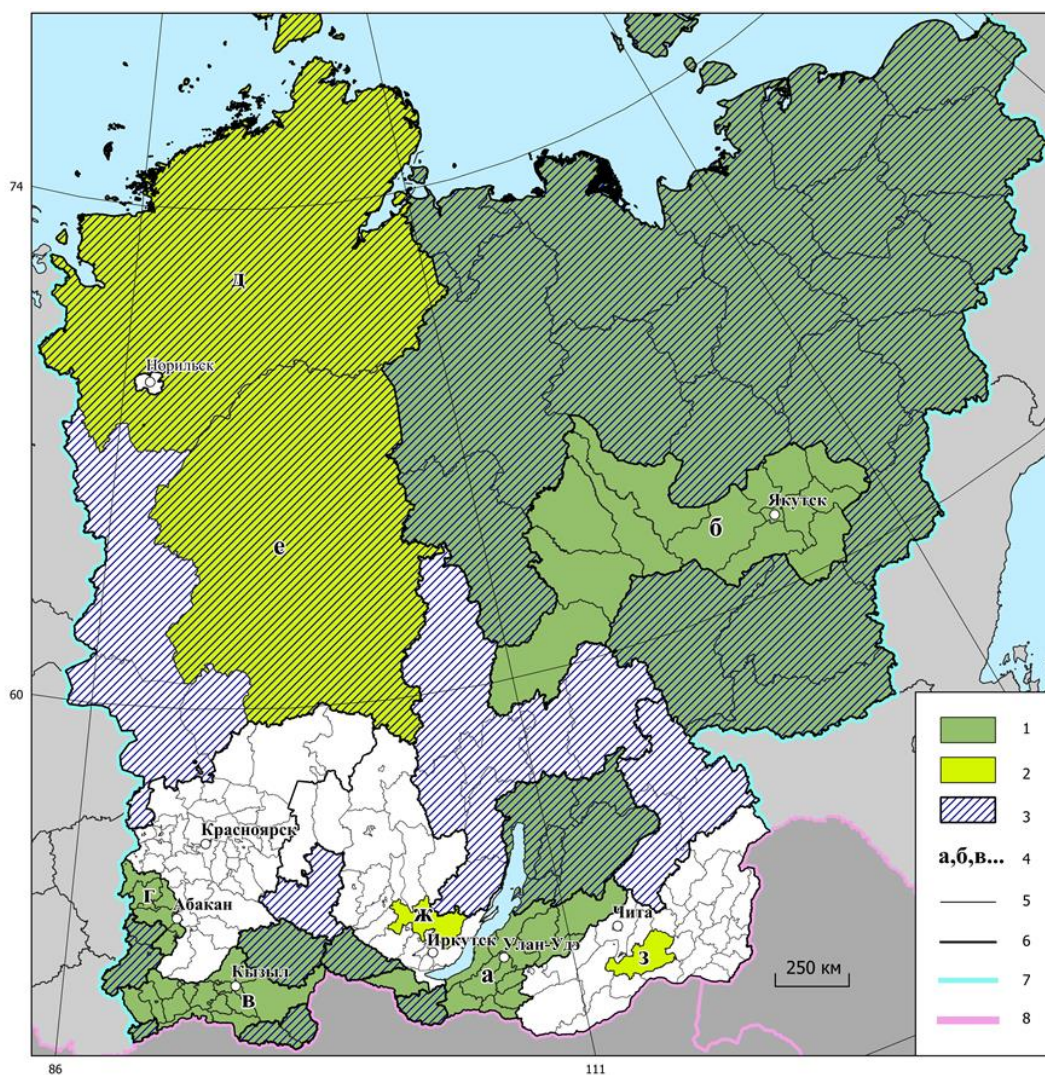 74
д
Норильск
Якутск
б
е
60
1
2
3
а,б,в... 4
5
6
7
8
Красноярск
г
Абакан
ж
Иркутск
Улан-Удэ
Чита
з
Кызыл
в
а
250 км
86
111